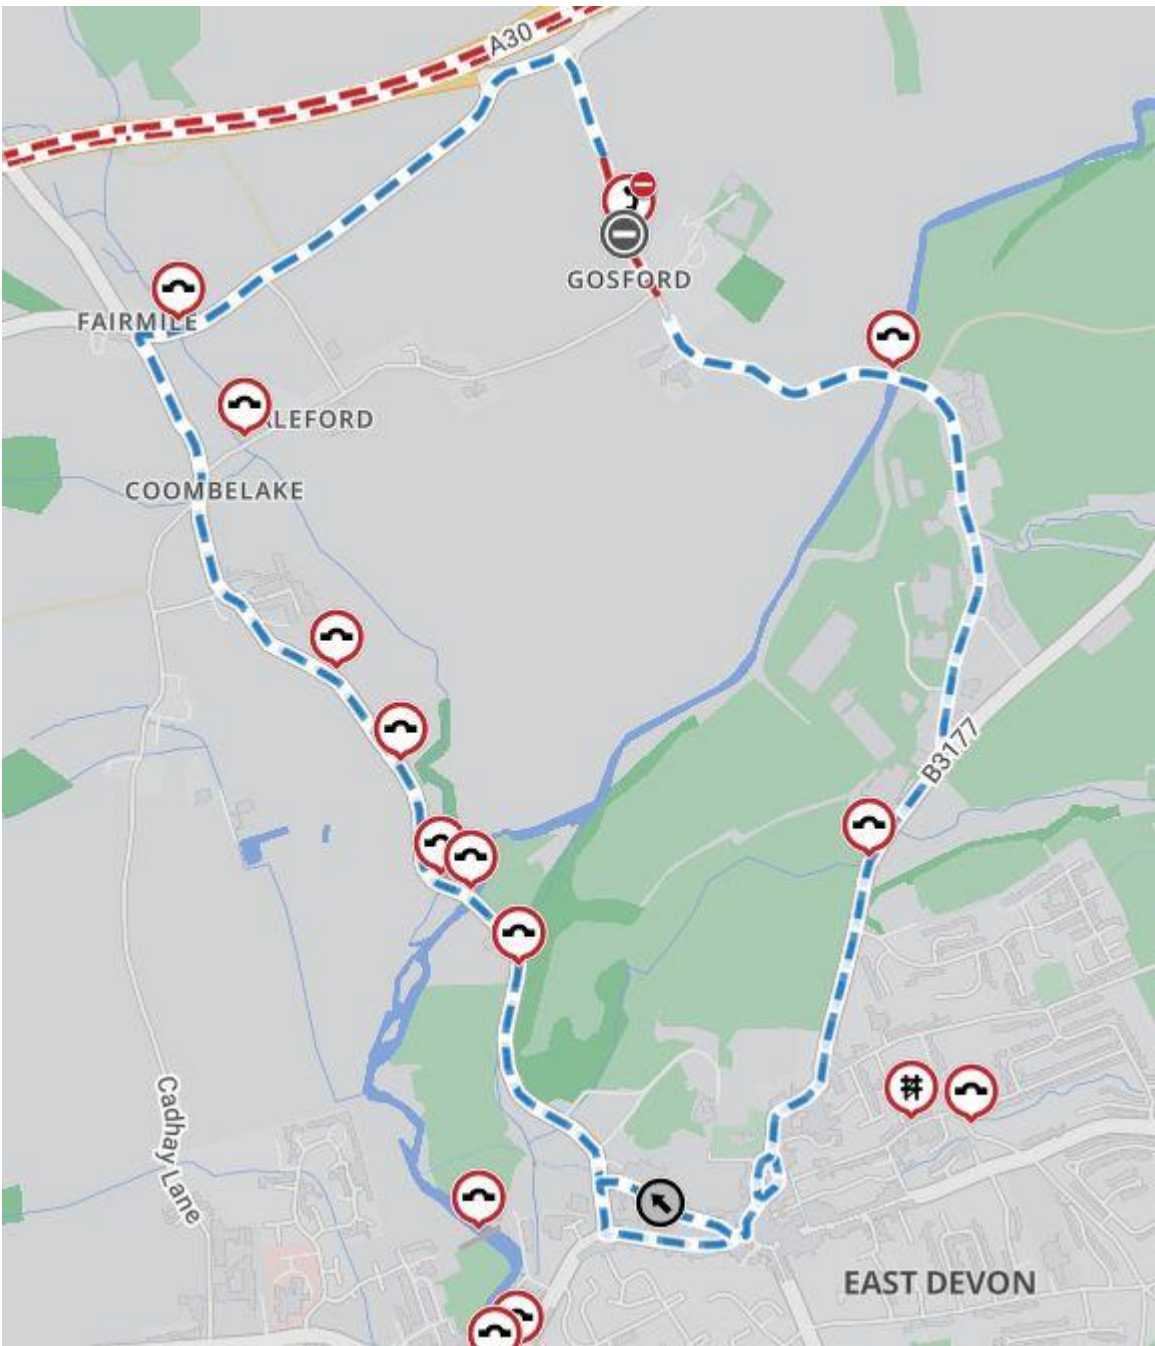 A30
GOSFORD
FAIRMILE
LEFORD
COOMBELAKE
B3177
Cadhay Lane
EAST DEVON